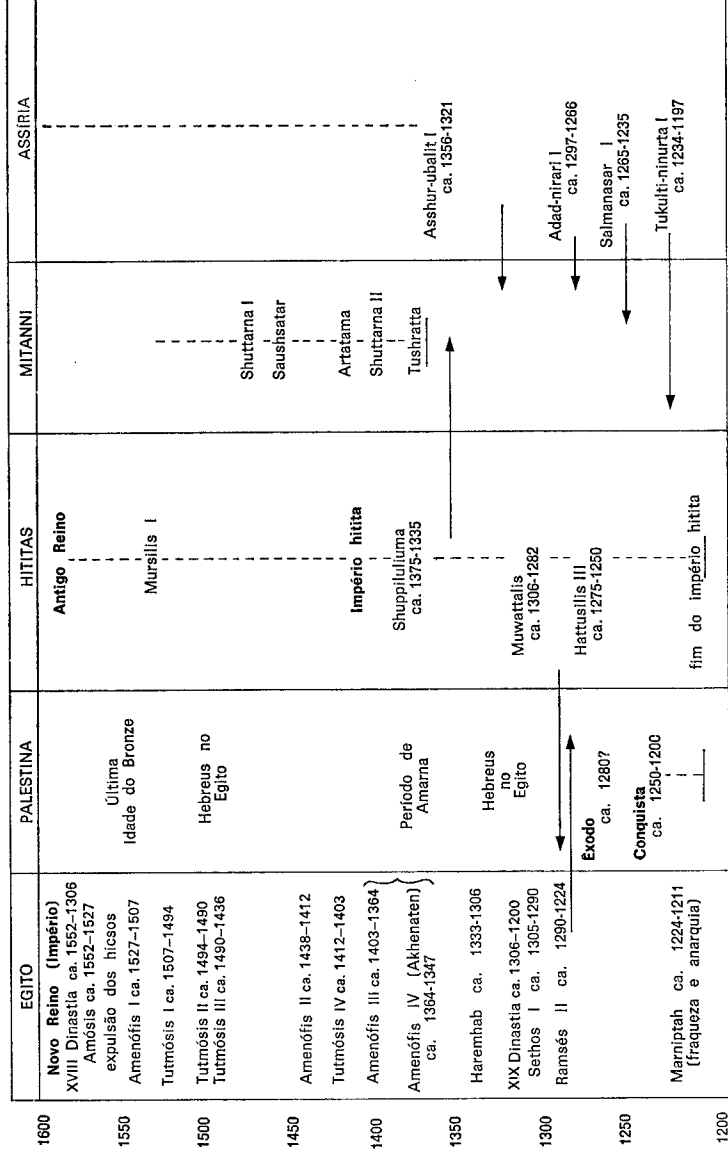 EGITO
PALESTINA
HITITAS
MITANNI
ASSÍRIA
1600
1550
1500
1450
1400
1350
1300
1250
1200
Novo Reino (Império)
XVIII Dinastia ca. 1552–1306
Amósis ca. 1552–1527
expulsão dos hicsos
Amenófis I ca. 1527–1507
Tutmósis I ca. 1507–1494
Tutmósis II ca. 1494–1490
Tutmósis III ca. 1490–1436
Amenófis II ca. 1438–1412
Tutmósis IV ca. 1412–1403
Amenófis III ca. 1403–1364
Amenófis IV (Akhenaten)
ca. 1364-1347
Haremhab ca. 1333-1306
XIX Dinastia ca. 1306–1200
Sethos I ca. 1305-1290
Ramsés II ca. 1290-1224
Marniptah ca. 1224-1211
(fraqueza e anarquia)
Última
Idade do Bronze
Hebreus no
Egito
Período de
Amarna
Hebreus
no
Egito
Êxodo
ca. 1280?
Conquista
ca. 1250-1200
Antigo Reino
Mursilis I
Império hitita
Shuppiluliuma
ca. 1375-1335
Muwattalis
ca. 1306-1282
Hattusilis III
ca. 1275-1250
fim do império hitita
Shuttarna I
Saushsatar
Artatama
Shuttarna II
Tushratta
Asshur-ubalit I
ca. 1356-1321
Adad-nirari I
ca. 1297-1266
Salmanasar I
ca. 1265-1235
Tukulti-ninurta I
ca. 1234-1197